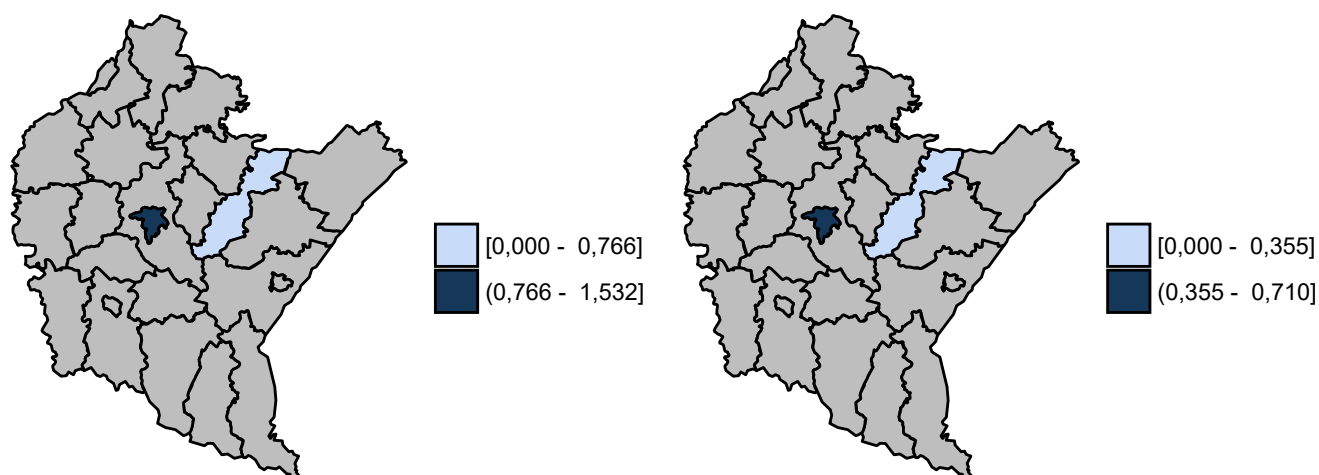 [0,000 -  0,766]
(0,766 -  1,532]
[0,000 -  0,355]
(0,355 -  0,710]